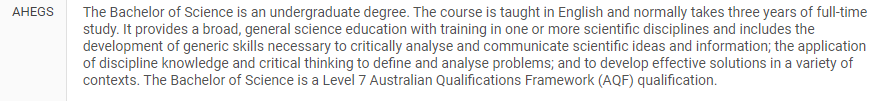 AHEGS
The Bachelor of Science is an undergraduate degree. The course is taught in English and normally takes three years of full-time
study. It provides a broad, general science education with training in one or more scientific disciplines and includes the
development of generic skills necessary to critically analyse and communicate scientific ideas and information; the application
of discipline knowledge and critical thinking to define and analyse problems; and to develop effective solutions in a variety of
contexts. The Bachelor of Science is a Level 7 Australian Qualifications Framework (AQF) qualification.